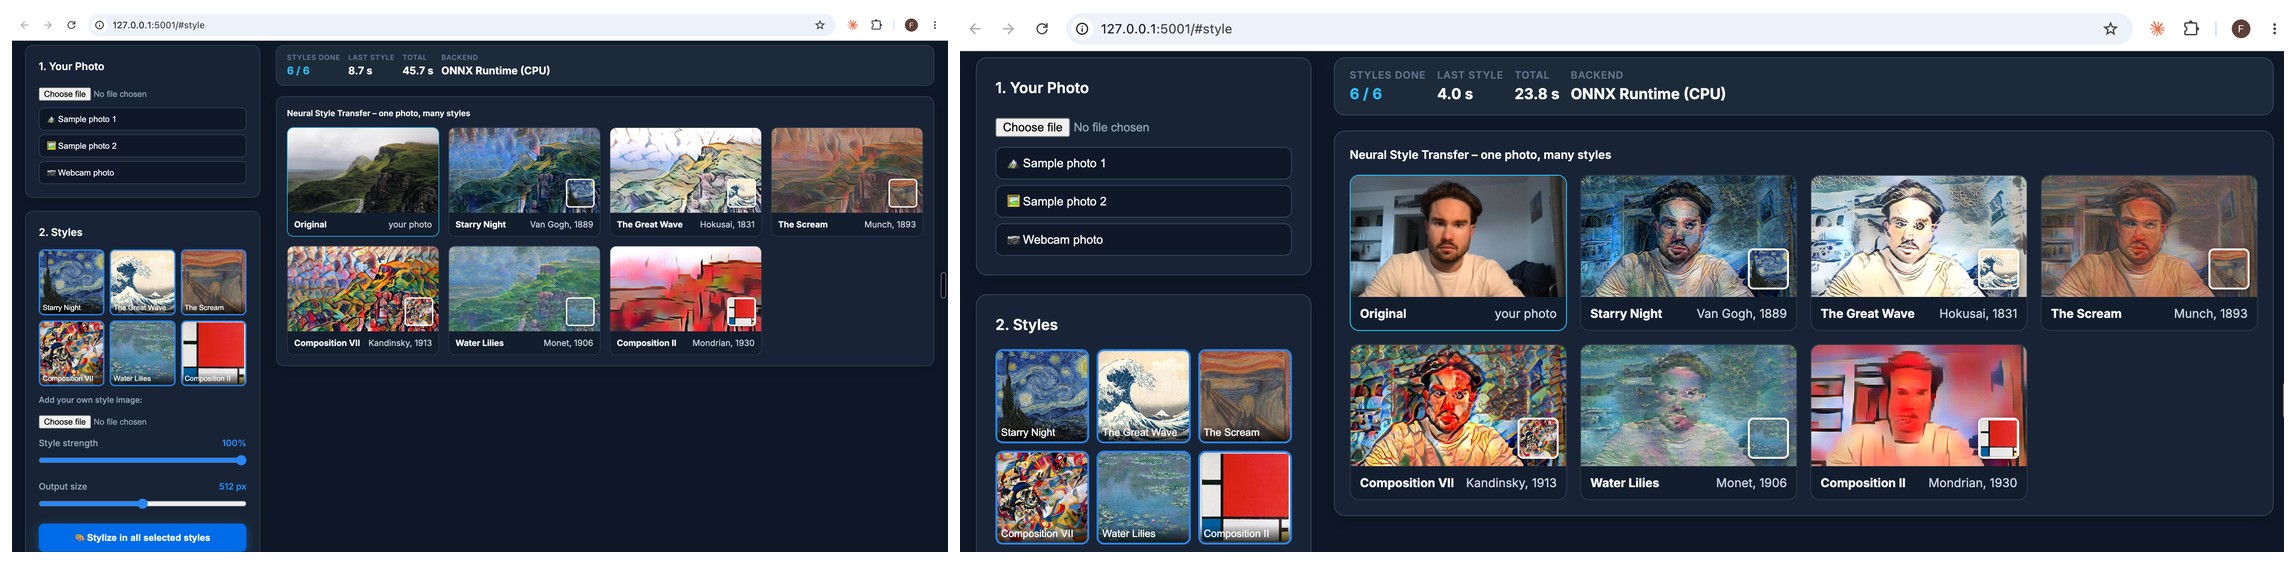 127.0.0.1:5001/#style
F
1. Your Photo
Choose file No file chosen
Sample photo 1
Sample photo 2
Webcam photo
2. Styles
Starry Night
The Great Wave
The Scream
Composition VII
Water Lilies
Composition II
Add your own style image:
Choose file No file chosen
Style strength 100%
Output size 512 px
Stylize in all selected styles
STYLES DONE LAST STYLE TOTAL BACKEND
6 / 6 8.7 s 45.7 s ONNX Runtime (CPU)
Neural Style Transfer – one photo, many styles
Original your photo
Starry Night Van Gogh, 1889
The Great Wave Hokusai, 1831
The Scream Munch, 1893
Composition VII Kandinsky, 1913
Water Lilies Monet, 1906
Composition II Mondrian, 1930
127.0.0.1:5001/#style
F
1. Your Photo
Choose file No file chosen
Sample photo 1
Sample photo 2
Webcam photo
2. Styles
Starry Night
The Great Wave
The Scream
Composition VII
Water Lilies
Composition II
STYLES DONE LAST STYLE TOTAL BACKEND
6 / 6 4.0 s 23.8 s ONNX Runtime (CPU)
Neural Style Transfer – one photo, many styles
Original your photo
Starry Night Van Gogh, 1889
The Great Wave Hokusai, 1831
The Scream Munch, 1893
Composition VII Kandinsky, 1913
Water Lilies Monet, 1906
Composition II Mondrian, 1930